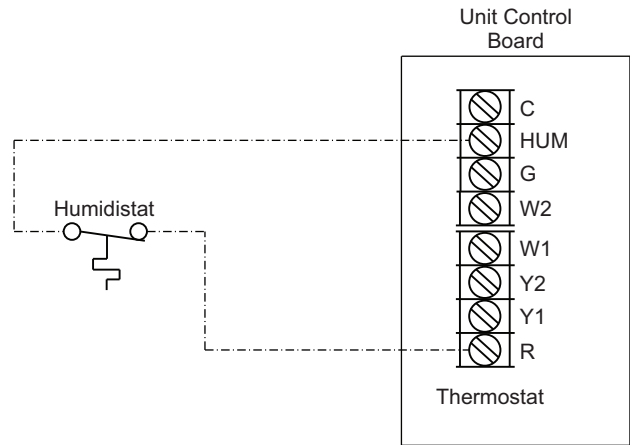 Unit Control
Board
C
HUM
G
Humidistat
W2
W1
Y2
Y1
R
Thermostat